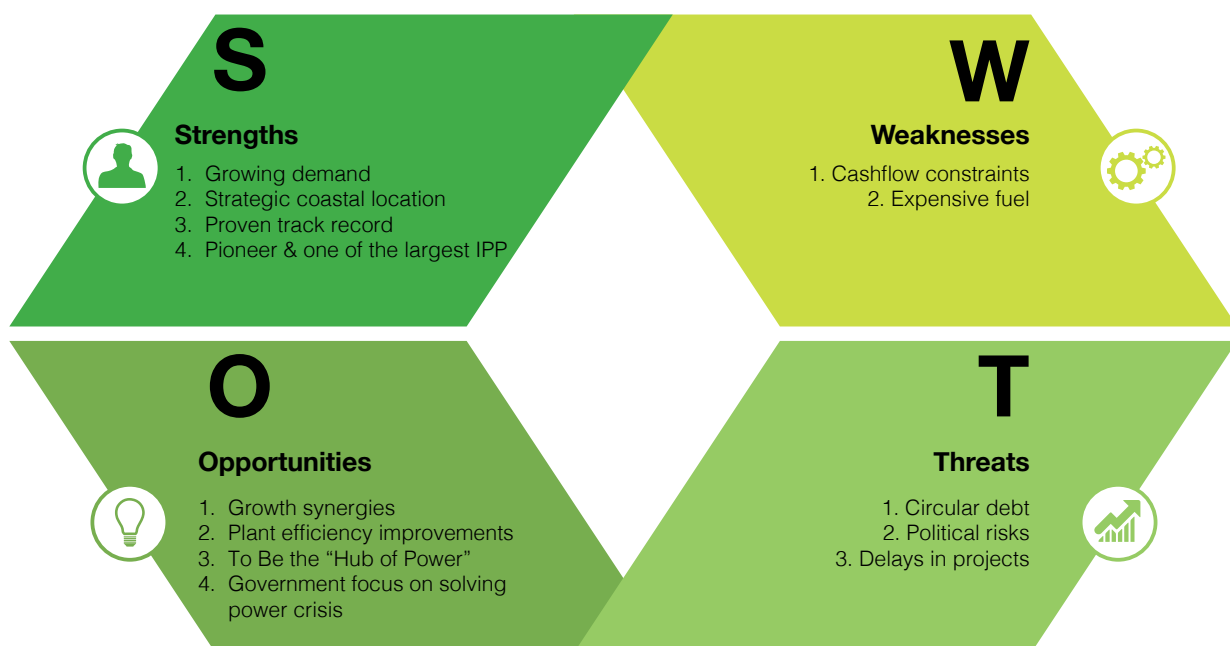 S
Strengths
1. Growing demand
2. Strategic coastal location
3. Proven track record
4. Pioneer & one of the largest IPP
W
Weaknesses
1. Cashflow constraints
2. Expensive fuel
O
Opportunities
1. Growth synergies
2. Plant efficiency improvements
3. To Be the “Hub of Power”
4. Government focus on solving
power crisis
T
Threats
1. Circular debt
2. Political risks
3. Delays in projects